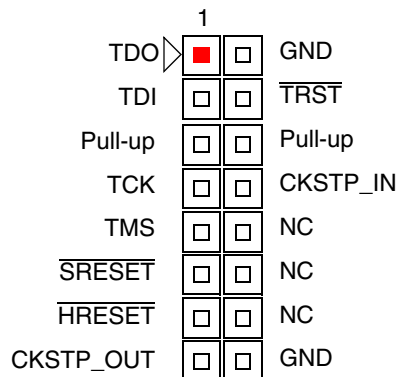 1
TDO GND
TDI TRST
Pull-up Pull-up
TCK CKSTP_IN
TMS NC
SRESET NC
HRESET NC
CKSTP_OUT GND